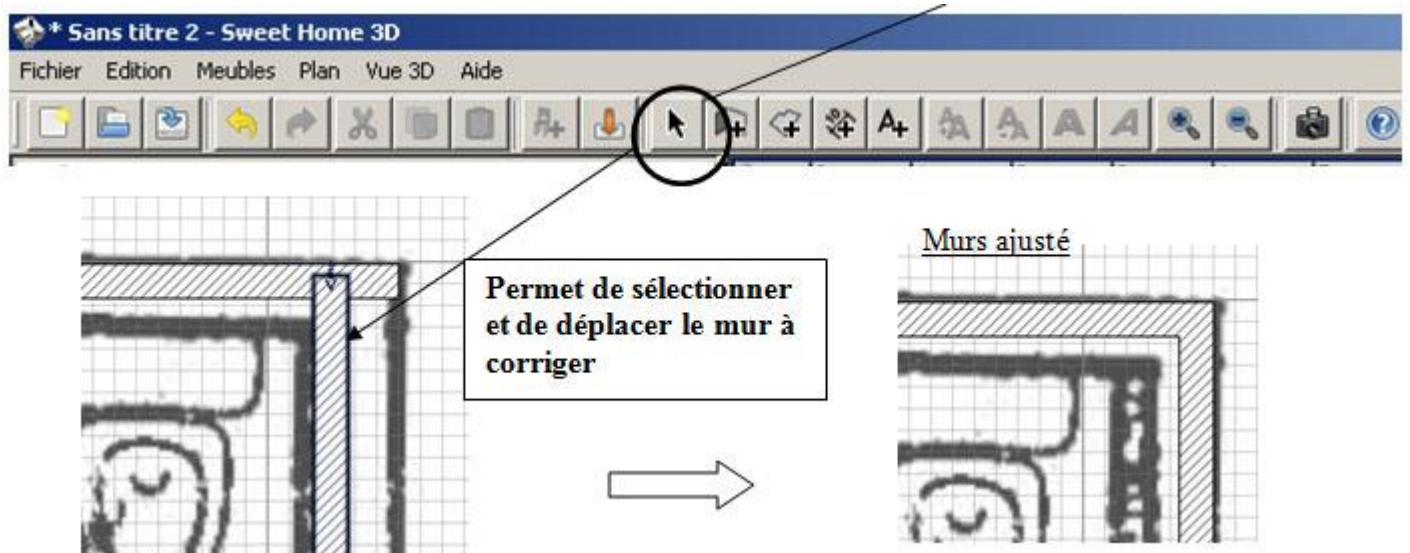 * Sans titre 2 - Sweet Home 3D
Fichier Edition Meubles Plan Vue 3D Aide
Murs ajusté
Permet de sélectionner
et de déplacer le mur à
corriger